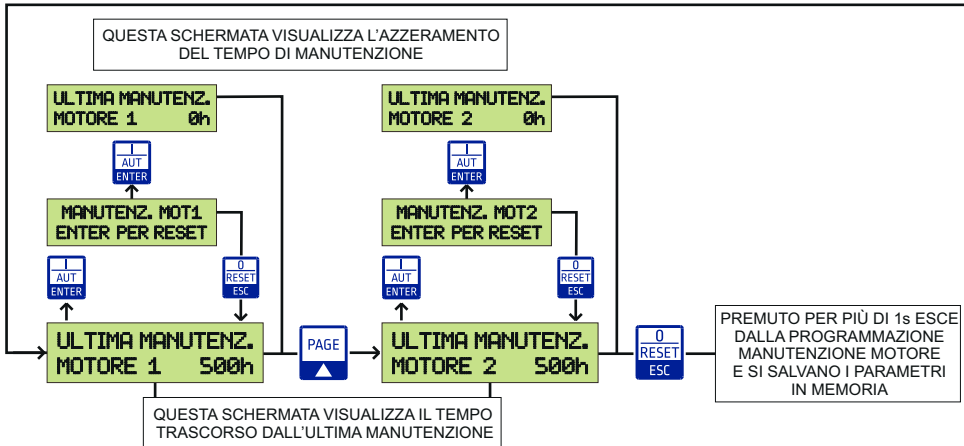 QUESTA SCHERMATA VISUALIZZA L'AZZERAMENTO
DEL TEMPO DI MANUTENZIONE
ULTIMA MANUTENZ.
MOTORE 1 0h
ULTIMA MANUTENZ.
MOTORE 2 0h
I
AUT
ENTER
I
AUT
ENTER
MANUTENZ. MOT1
ENTER PER RESET
MANUTENZ. MOT2
ENTER PER RESET
I
AUT
ENTER
0
RESET
ESC
I
AUT
ENTER
0
RESET
ESC
ULTIMA MANUTENZ.
MOTORE 1 500h
PAGE
ULTIMA MANUTENZ.
MOTORE 2 500h
0
RESET
ESC
PREMUTO PER PIÙ DI 1s ESCE
DALLA PROGRAMMAZIONE
MANUTENZIONE MOTORE
E SI SALVANO I PARAMETRI
IN MEMORIA
QUESTA SCHERMATA VISUALIZZA IL TEMPO
TRASCORSO DALL'ULTIMA MANUTENZIONE